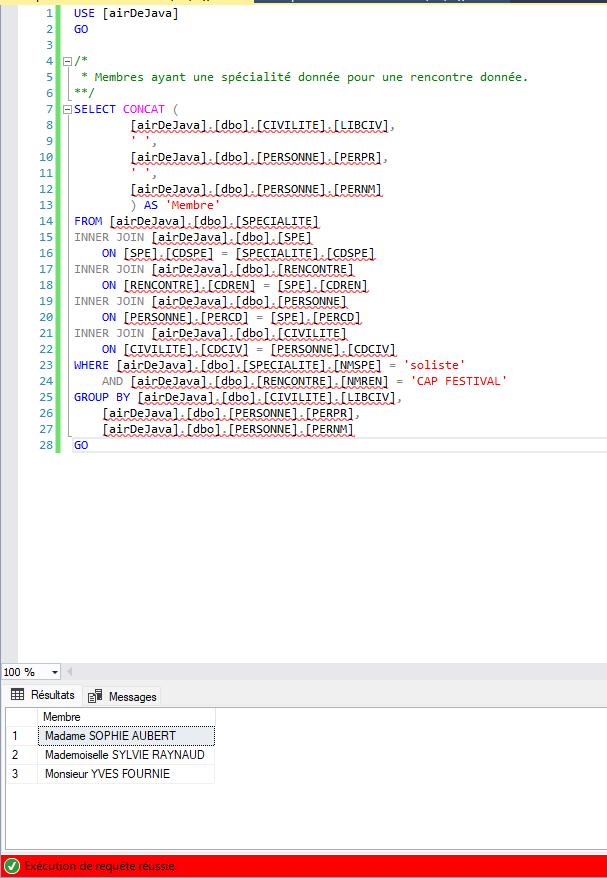 1 USE [airDeJava]
2 GO
3
4 /*
5 * Membres ayant une spécialité donnée pour une rencontre donnée.
6 **/
7 SELECT CONCAT (
8 [airDeJava].[dbo].[CIVILITE].[LIBCIV],
9 ' ',
10 [airDeJava].[dbo].[PERSONNE].[PERPR],
11 ' ',
12 [airDeJava].[dbo].[PERSONNE].[PERNM]
13 ) AS 'Membre'
14 FROM [airDeJava].[dbo].[SPECIALITE]
15 INNER JOIN [airDeJava].[dbo].[SPE]
16 ON [SPE].[CDSPE] = [SPECIALITE].[CDSPE]
17 INNER JOIN [airDeJava].[dbo].[RENCONTRE]
18 ON [RENCONTRE].[CDREN] = [SPE].[CDREN]
19 INNER JOIN [airDeJava].[dbo].[PERSONNE]
20 ON [PERSONNE].[PERCD] = [SPE].[PERCD]
21 INNER JOIN [airDeJava].[dbo].[CIVILITE]
22 ON [CIVILITE].[CDCIV] = [PERSONNE].[CDCIV]
23 WHERE [airDeJava].[dbo].[SPECIALITE].[NMSPE] = 'soliste'
24 AND [airDeJava].[dbo].[RENCONTRE].[NMREN] = 'CAP FESTIVAL'
25 GROUP BY [airDeJava].[dbo].[CIVILITE].[LIBCIV],
26 [airDeJava].[dbo].[PERSONNE].[PERPR],
27 [airDeJava].[dbo].[PERSONNE].[PERNM]
28 GO
100 %
Résultats Messages
Membre
1 Madame SOPHIE AUBERT
2 Mademoiselle SYLVIE RAYNAUD
3 Monsieur YVES FOURNIE
Exécution de requête réussie.